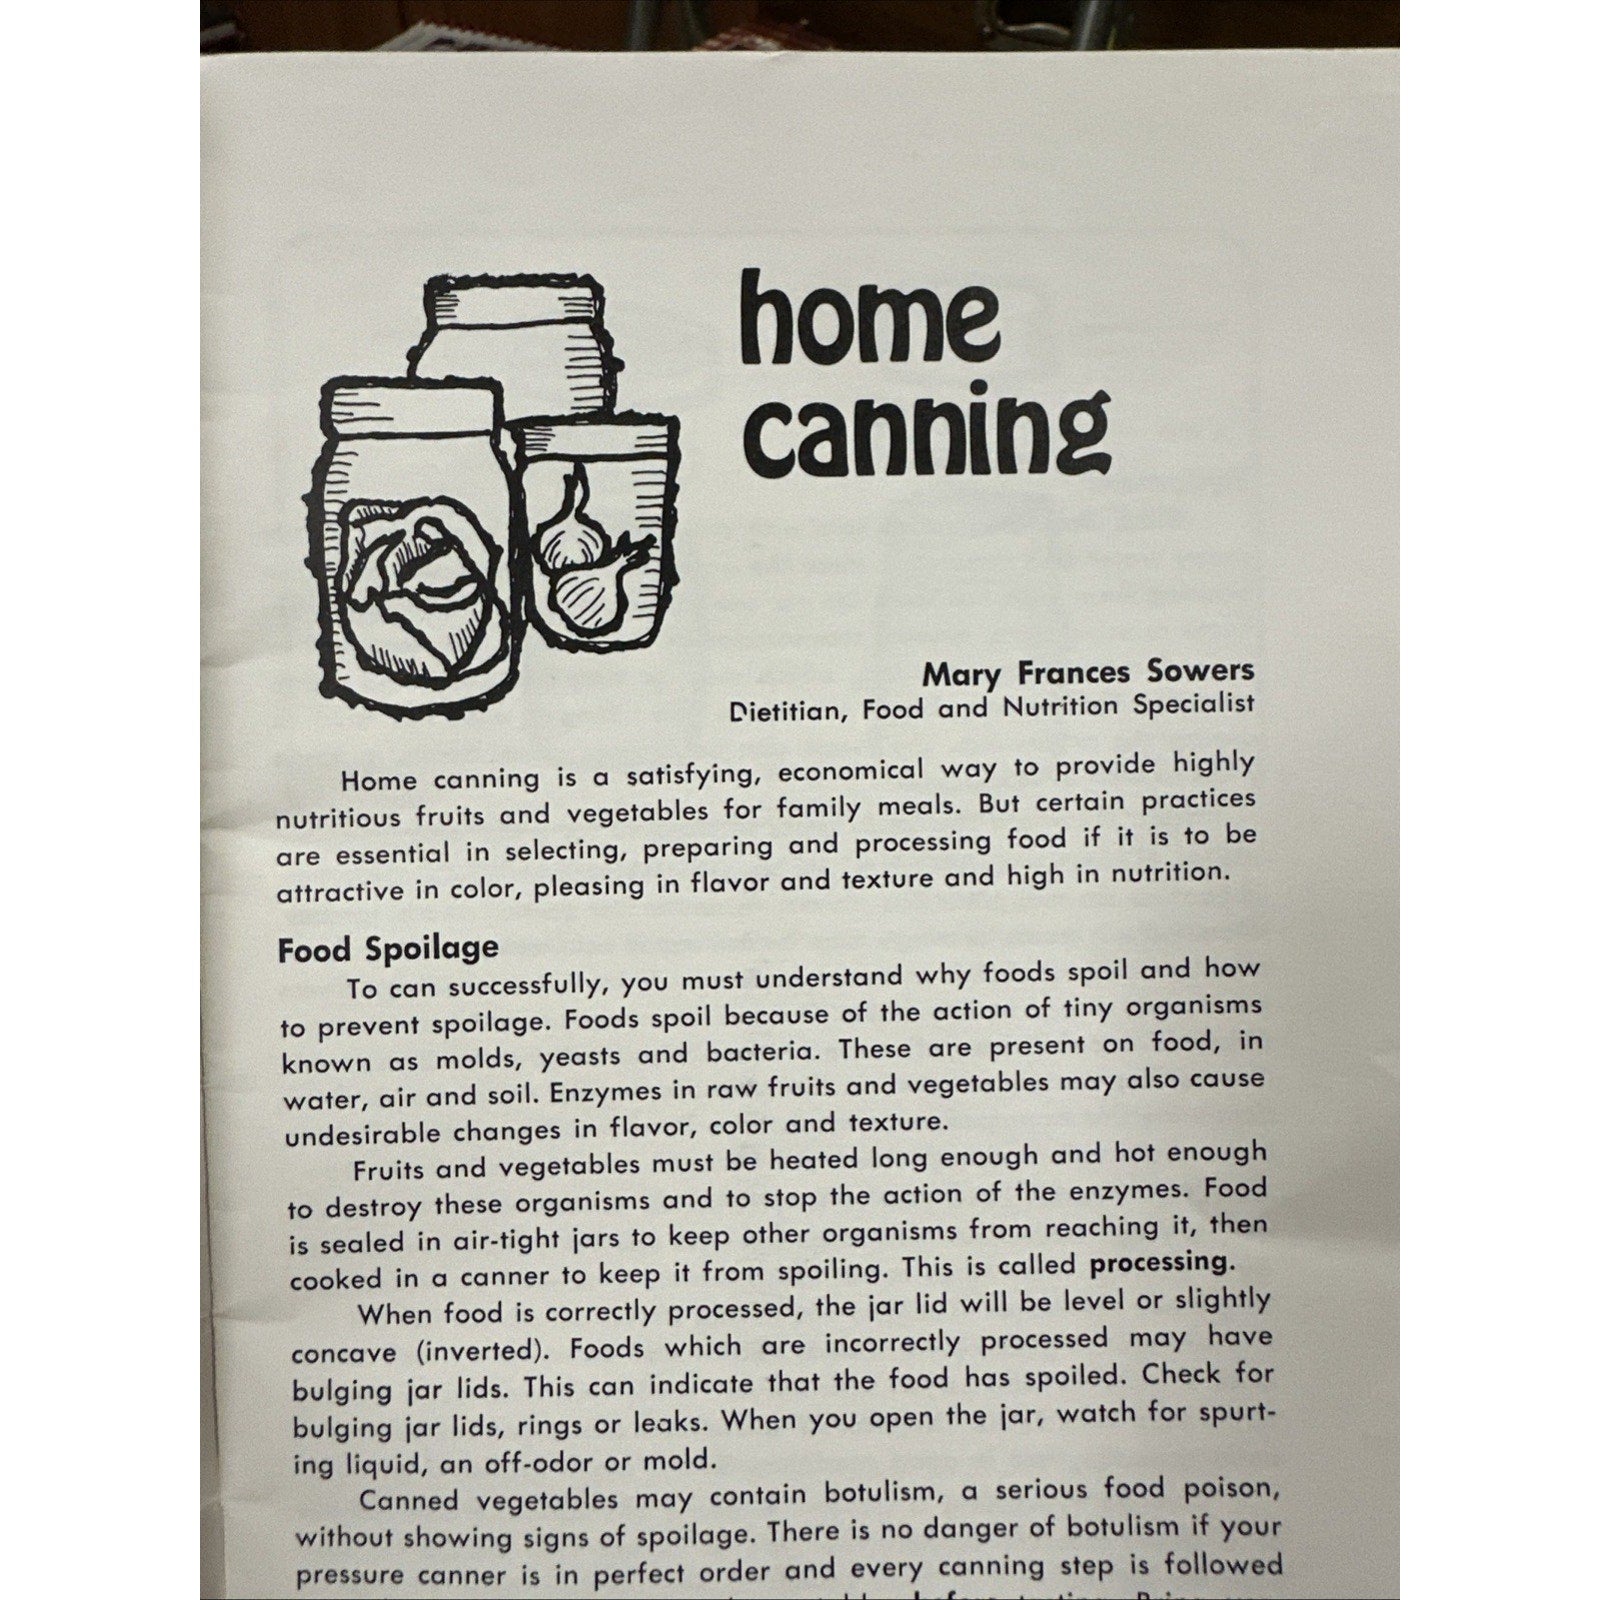 home
canning
Mary Frances Sowers
Dietitian, Food and Nutrition Specialist
Home canning is a satisfying, economical way to provide highly
nutritious fruits and vegetables for family meals. But certain practices
are essential in selecting, preparing and processing food if it is to be
attractive in color, pleasing in flavor and texture and high in nutrition.
Food Spoilage
To can successfully, you must understand why foods spoil and how
to prevent spoilage. Foods spoil because of the action of tiny organisms
known as molds, yeasts and bacteria. These are present on food, in
water, air and soil. Enzymes in raw fruits and vegetables may also cause
undesirable changes in flavor, color and texture.
Fruits and vegetables must be heated long enough and hot enough
to destroy these organisms and to stop the action of the enzymes. Food
is sealed in air-tight jars to keep other organisms from reaching it, then
cooked in a canner to keep it from spoiling. This is called processing.
When food is correctly processed, the jar lid will be level or slightly
concave (inverted). Foods which are incorrectly processed may have
bulging jar lids. This can indicate that the food has spoiled. Check for
bulging jar lids, rings or leaks. When you open the jar, watch for spurt-
ing liquid, an off-odor or mold.
Canned vegetables may contain botulism, a serious food poison,
without showing signs of spoilage. There is no danger of botulism if your
pressure canner is in perfect order and every canning step is followed
before